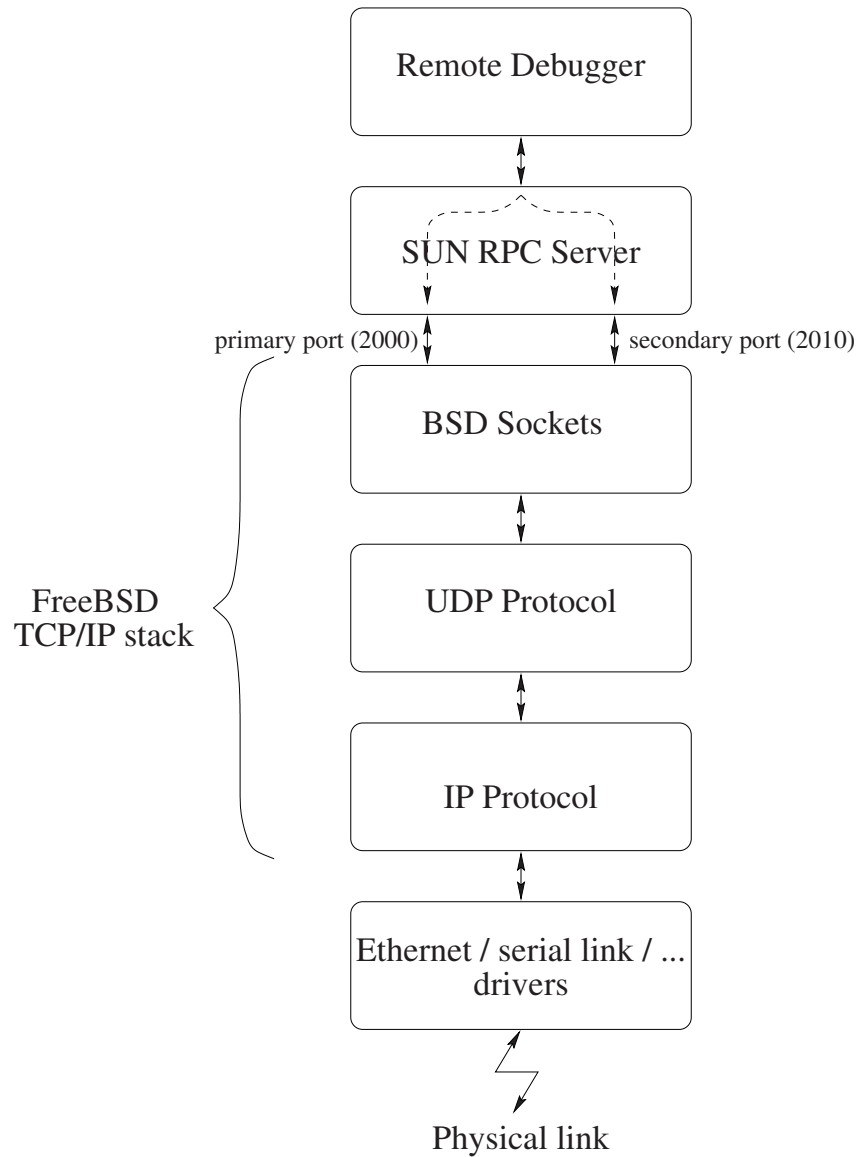 Remote Debugger
SUN RPC Server
primary port (2000)
secondary port (2010)
BSD Sockets
UDP Protocol
FreeBSD
TCP/IP stack
IP Protocol
Ethernet / serial link / ...
drivers
Physical link